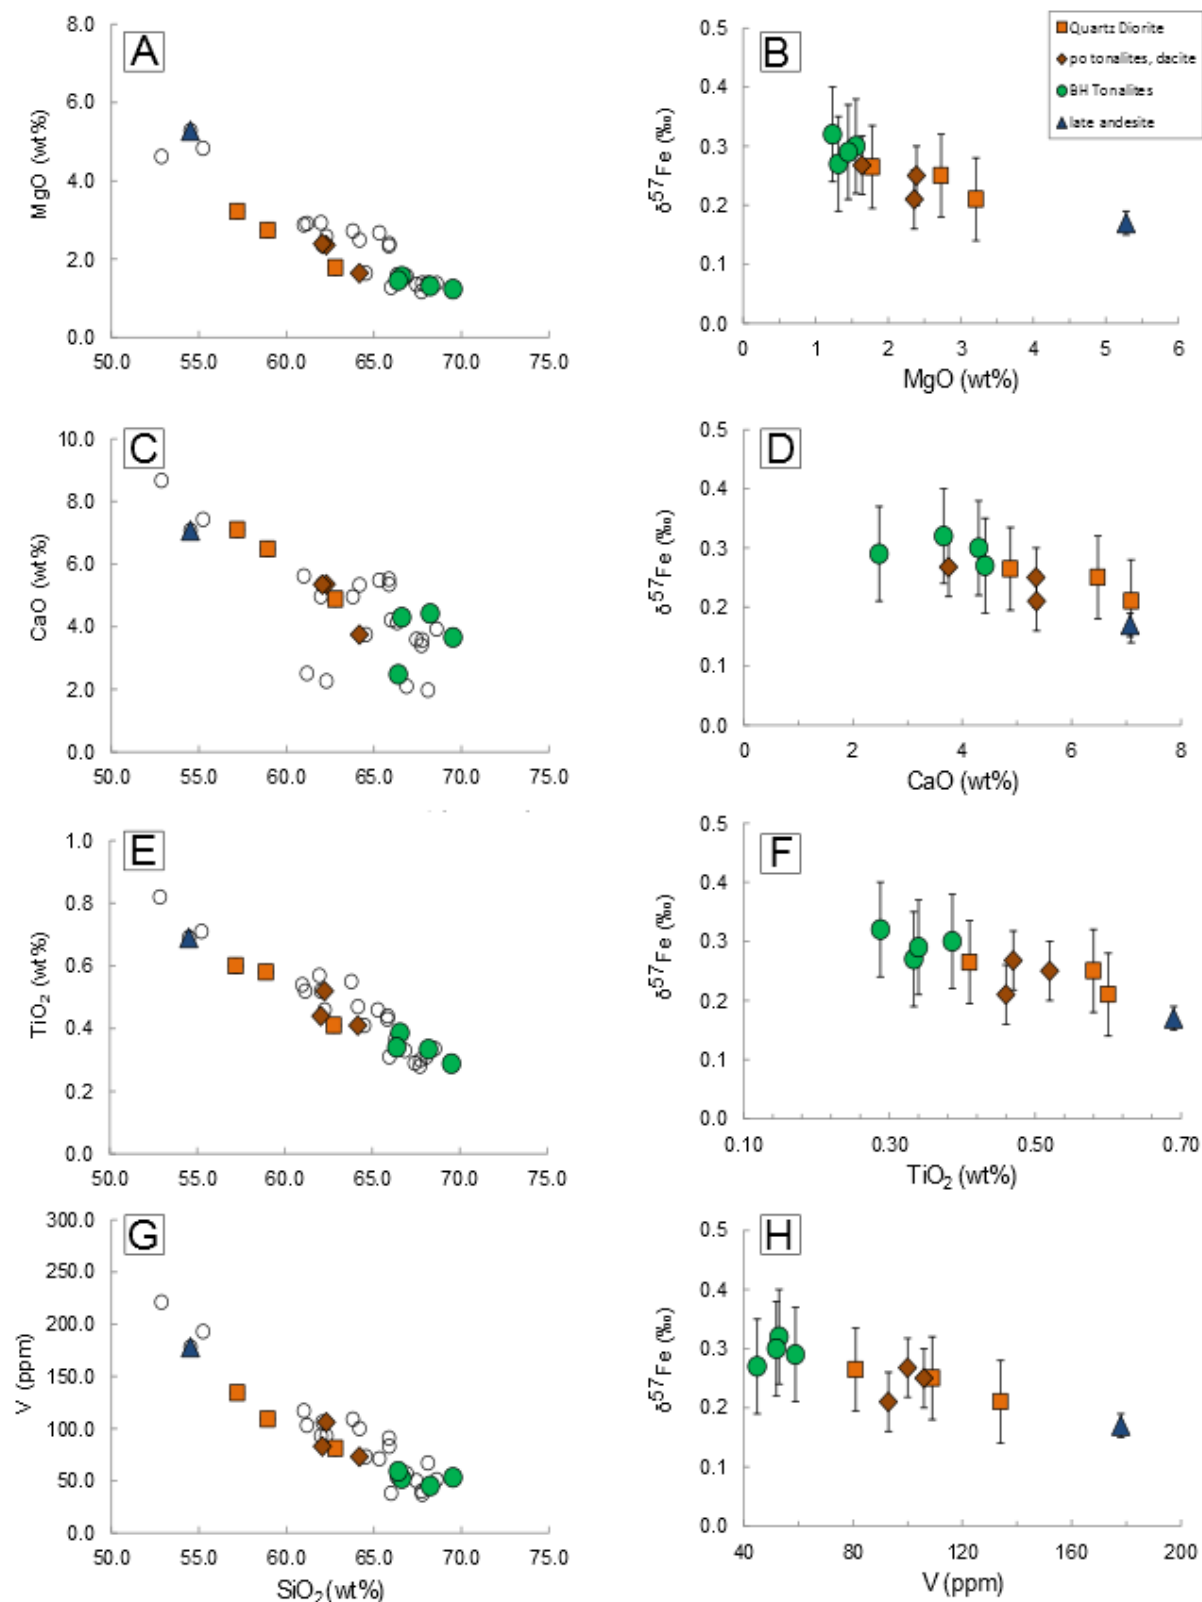 A
8.0
6.0
4.0
2.0
0.0
MgO (wt%)
50.0 55.0 60.0 65.0 70.0 75.0
B
0.5
0.4
0.3
0.2
0.1
0.0
δ57Fe (‰)
0 1 2 3 4 5 6
MgO (wt%)
Quartz Diorite
po tonalites, dacite
BH Tonalites
late andesite
C
10.0
8.0
6.0
4.0
2.0
0.0
CaO (wt%)
50.0 55.0 60.0 65.0 70.0 75.0
D
0.5
0.4
0.3
0.2
0.1
0.0
δ57Fe (‰)
0 2 4 6 8
CaO (wt%)
E
1.0
0.8
0.6
0.4
0.2
0.0
TiO2 (wt%)
50.0 55.0 60.0 65.0 70.0 75.0
F
0.5
0.4
0.3
0.2
0.1
0.0
δ57Fe (‰)
0.10 0.30 0.50 0.70
TiO2 (wt%)
G
300.0
250.0
200.0
150.0
100.0
50.0
0.0
V (ppm)
50.0 55.0 60.0 65.0 70.0 75.0
SiO2 (wt%)
H
0.5
0.4
0.3
0.2
0.1
0.0
δ57Fe (‰)
40 80 120 160 200
V (ppm)